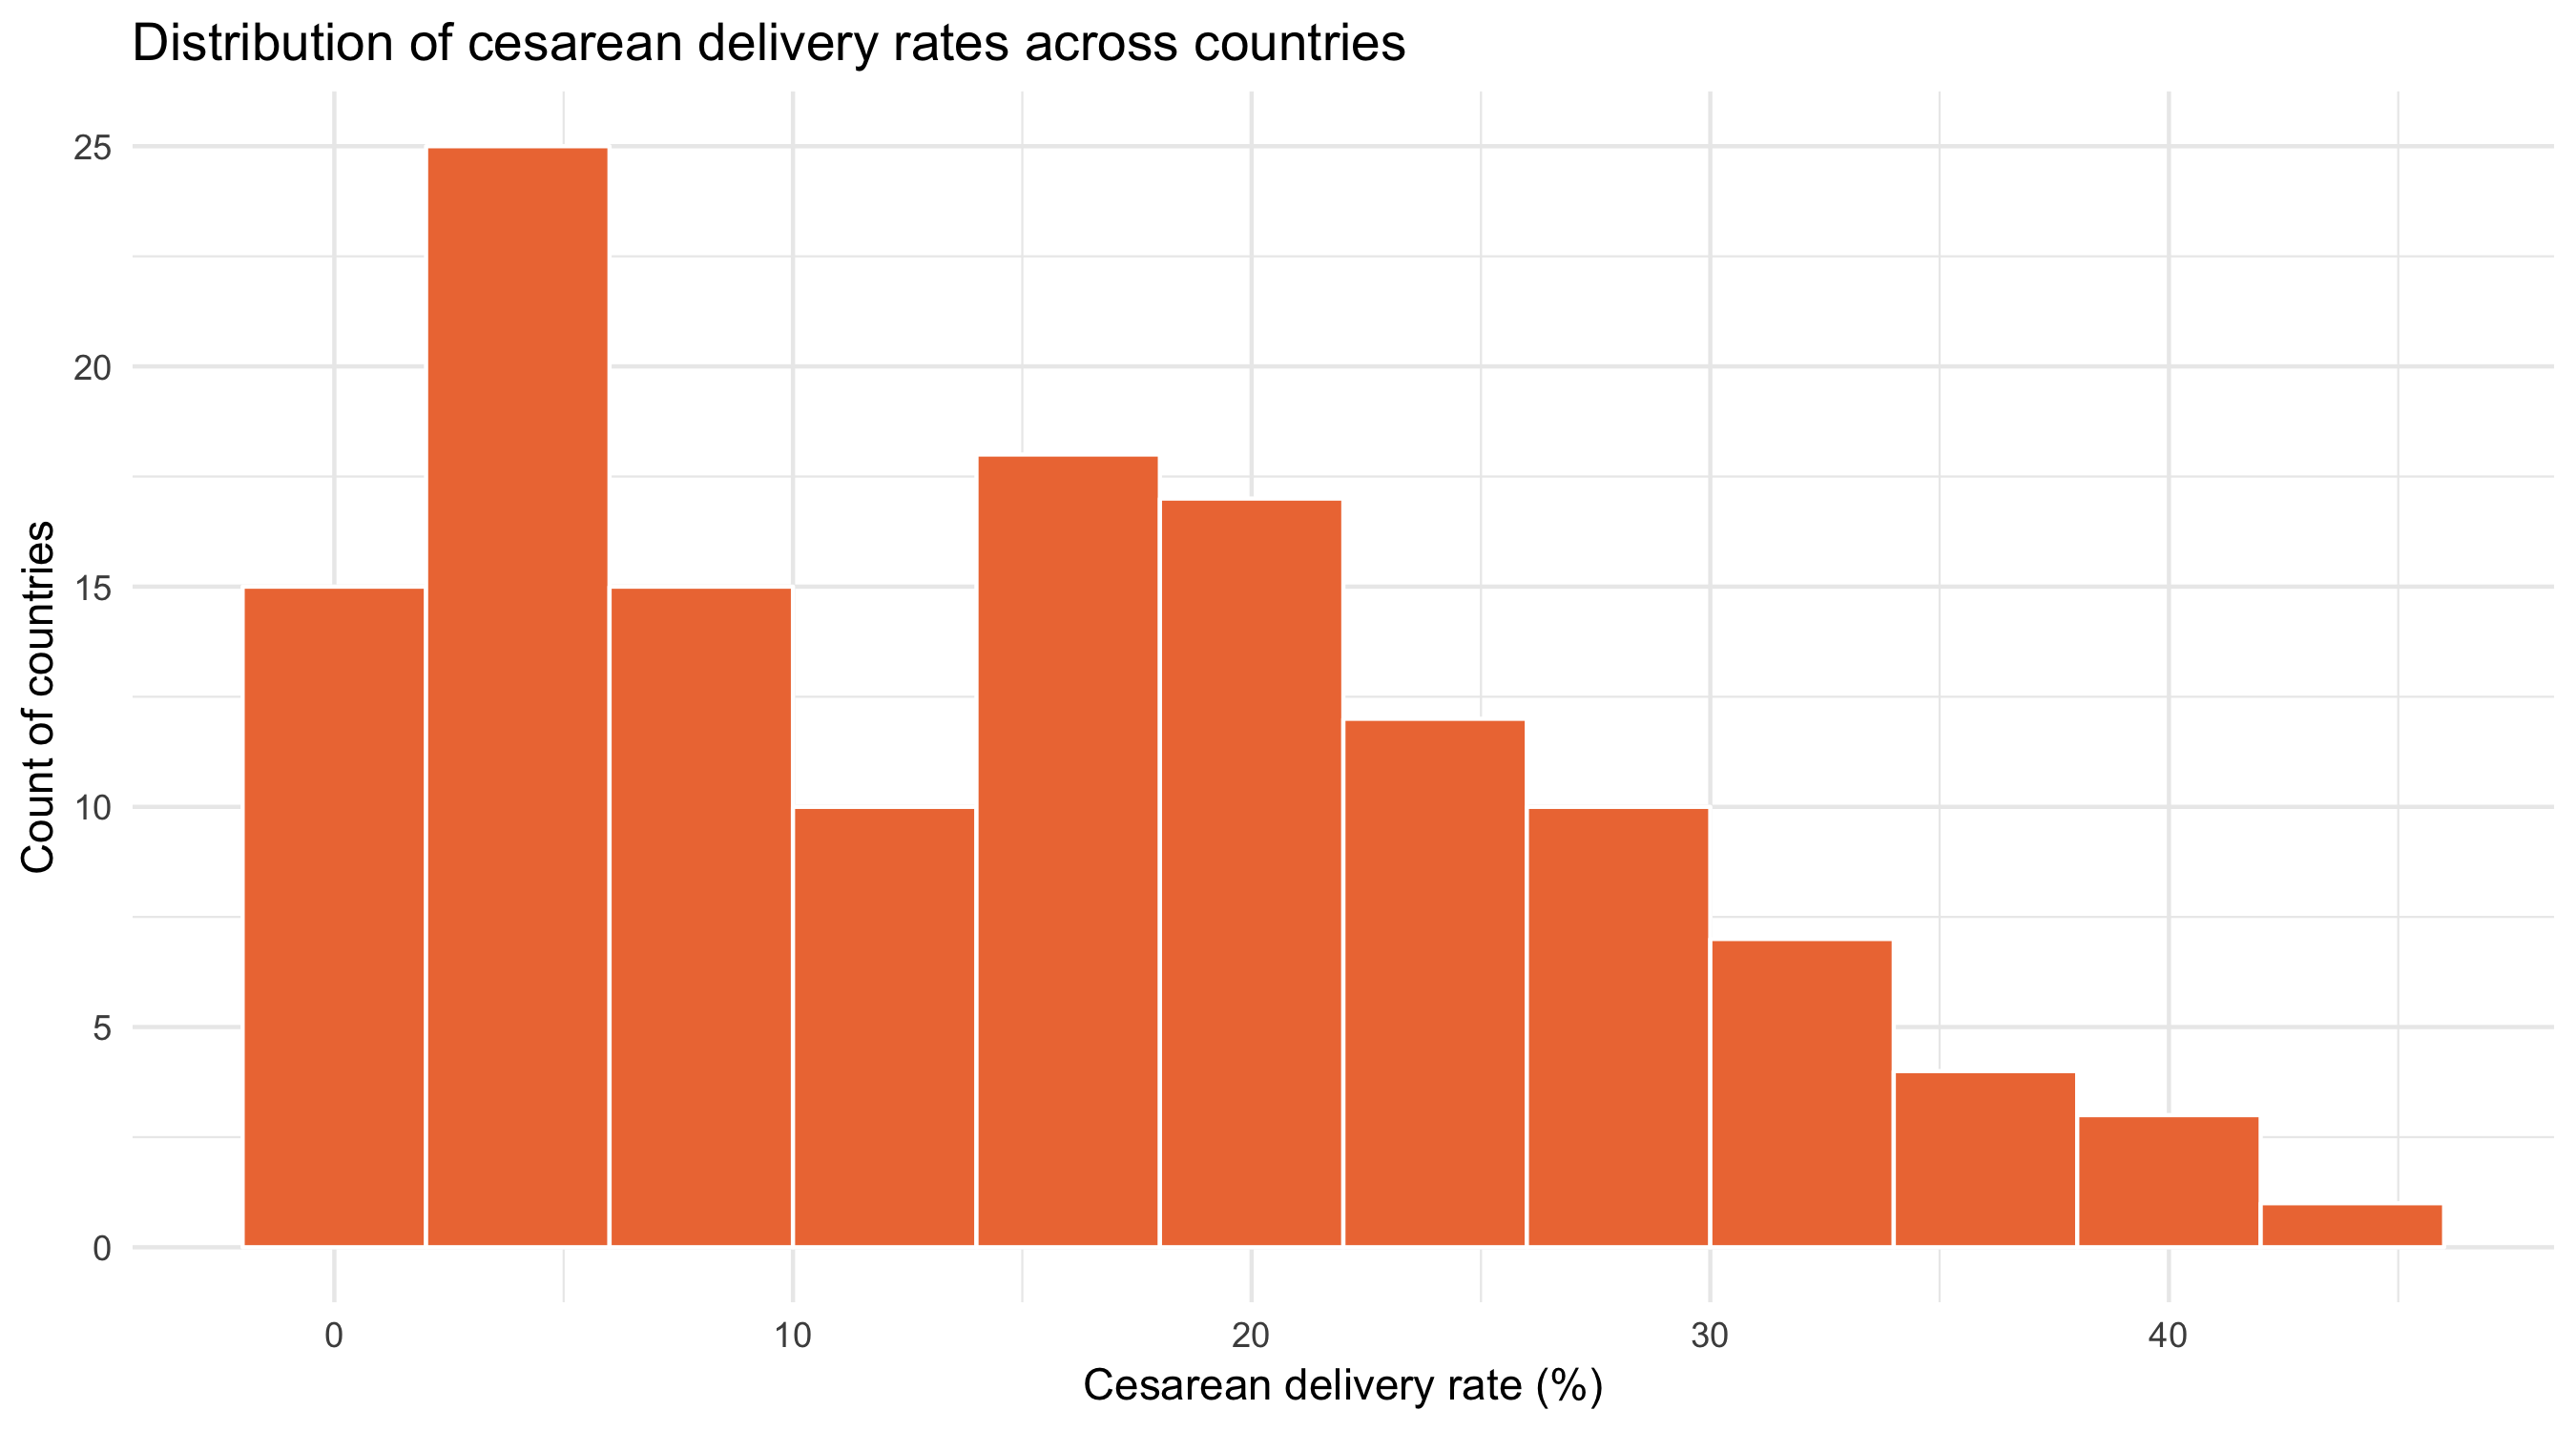 Distribution of cesarean delivery rates across countries
Count of countries
25
20
15
10
5
0
0 10 20 30 40
Cesarean delivery rate (%)